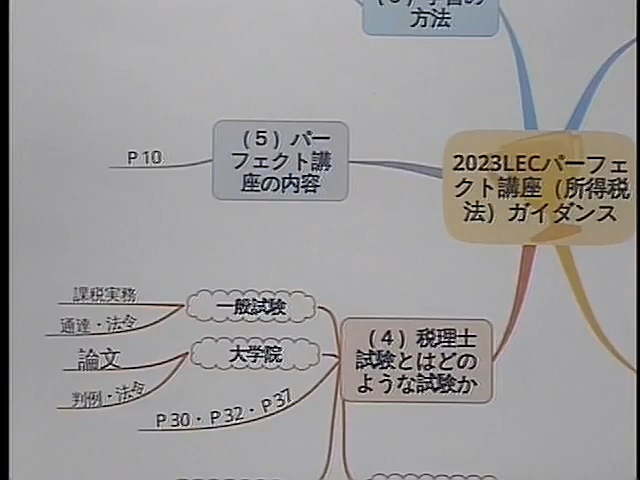 方法
(5)パー
フェクト講
座の内容
P10
2023LECパーフェ
クト講座(所得税
法)ガイダンス
課税実務
通達・法令
一般試験
論文
判例・法令
大学院
P30・P32・P37
(4)税理士
試験とはどの
ような試験か